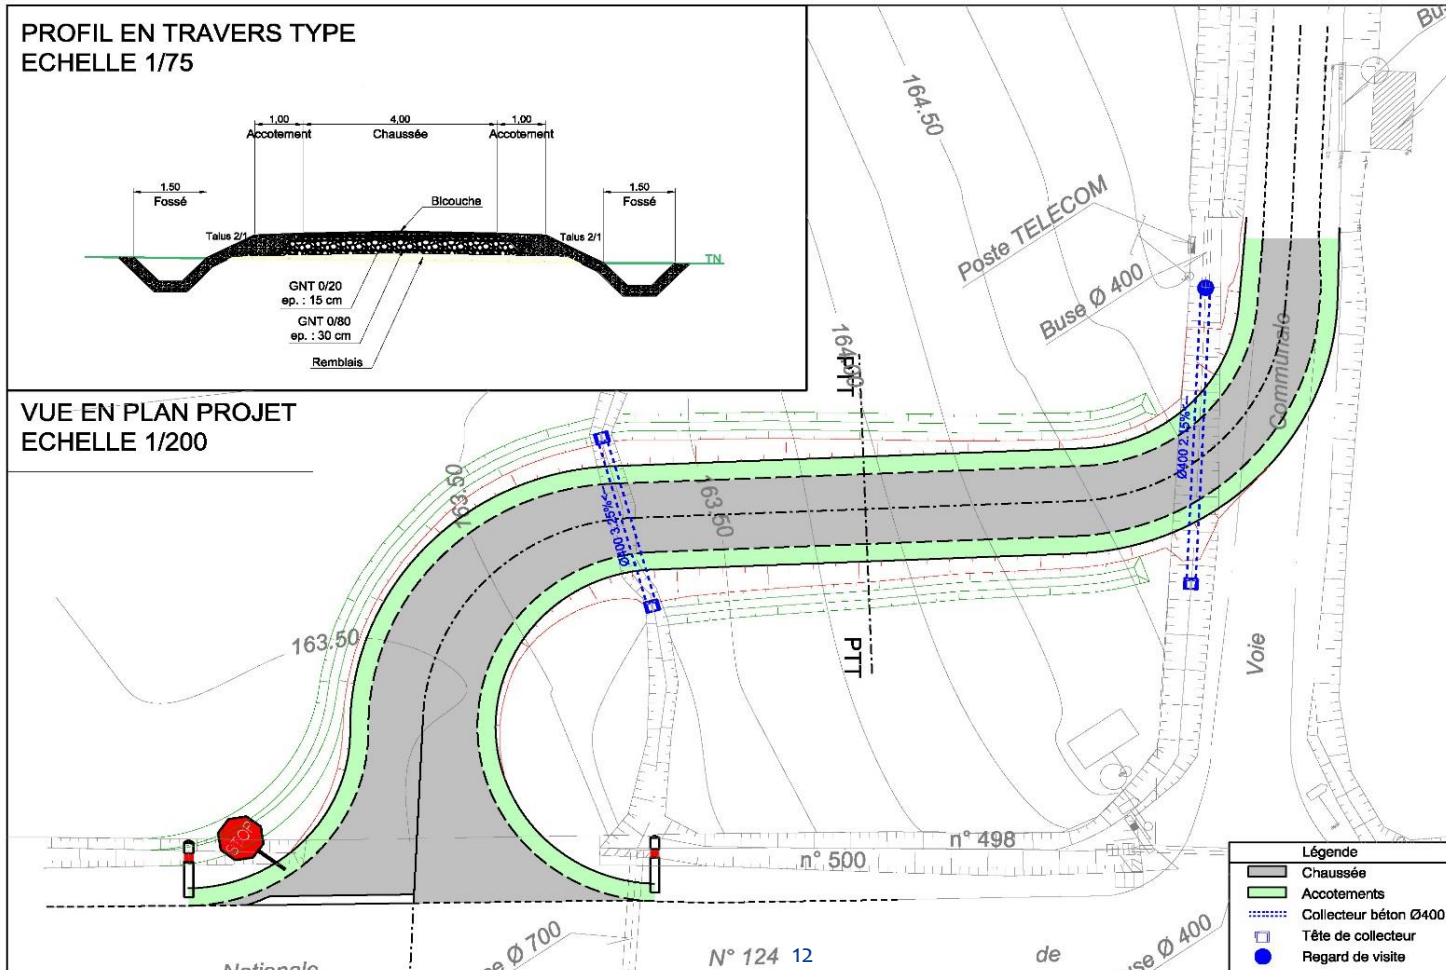 PROFIL EN TRAVERS TYPE
ECHELLE 1/75
1,00
4,00
1,00
Accotement
Chaussée
Accotement
1.50
Fossé
1.50
Fossé
Bicouche
Talus 2/1
Talus 2/1
TN
GNT 0/20
ep. : 15 cm
GNT 0/80
ep. : 30 cm
Remblais
VUE EN PLAN PROJET
ECHELLE 1/200
164.50
Poste TELECOM
Buse Ø 400
PTT
Communale
Ø400 2.15%
163.50
163.50
Ø400 3.25%
163.50
PTT
Voie
STOP
n° 498
n° 500
Ø 700
N° 124
12
de
Ø 400
Nationale
Légende
Chaussée
Accotements
Collecteur béton Ø400
Tête de collecteur
Regard de visite